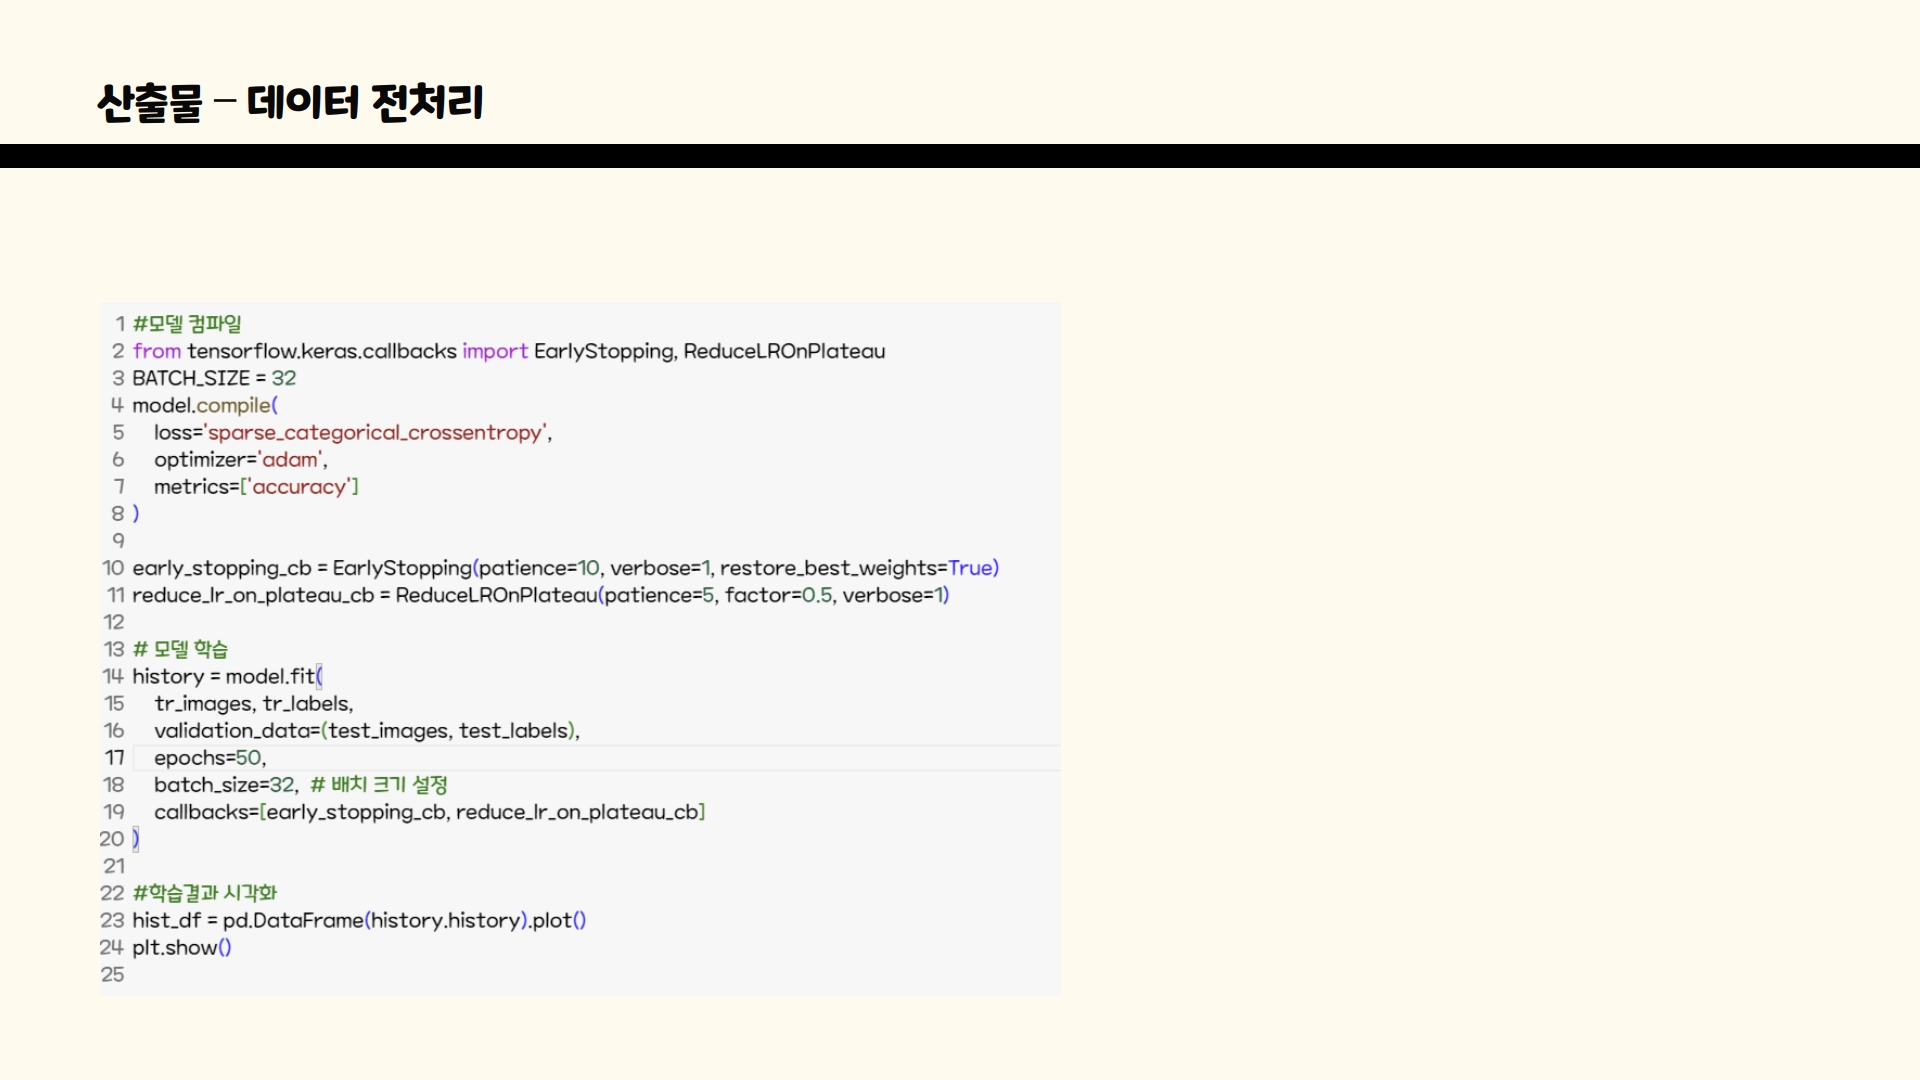 산출물 – 데이터 전처리
1 #모델 컴파일
2 from tensorflow.keras.callbacks import EarlyStopping, ReduceLROnPlateau
3 BATCH_SIZE = 32
4 model.compile(
5 loss='sparse_categorical_crossentropy',
6 optimizer='adam',
7 metrics=['accuracy']
8 )
9
10 early_stopping_cb = EarlyStopping(patience=10, verbose=1, restore_best_weights=True)
11 reduce_lr_on_plateau_cb = ReduceLROnPlateau(patience=5, factor=0.5, verbose=1)
12
13 # 모델 학습
14 history = model.fit(
15 tr_images, tr_labels,
16 validation_data=(test_images, test_labels),
17 epochs=50,
18 batch_size=32, # 배치 크기 설정
19 callbacks=[early_stopping_cb, reduce_lr_on_plateau_cb]
20 )
21
22 #학습결과 시각화
23 hist_df = pd.DataFrame(history.history).plot()
24 plt.show()
25